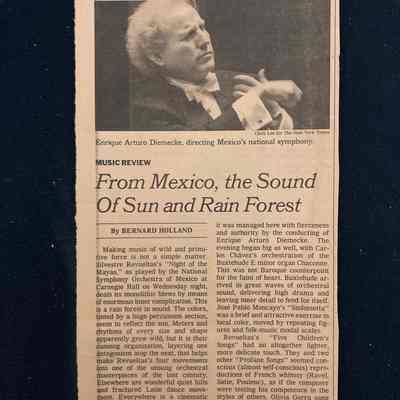 Chris Lee for The New York Times
Enrique Arturo Diemecke, directing Mexico's national symphony.
MUSIC REVIEW
From Mexico, the Sound
Of Sun and Rain Forest
By BERNARD HOLLAND
Making music of wild and primi-
tive force is not a simple matter.
Silvestre Revueltas's "Night of the
Mayas," as played by the National
Symphony Orchestra of Mexico at
Carnegie Hall on Wednesday night,
deals its monolithic blows by means
of enormous inner complication. This
is a rain forest in sound. The colors,
tinted by a huge percussion section,
seem to reflect the sun. Meters and
rhythms of every size and shape
apparently grow wild, but it is their
cunning organization, layering one
antagonism atop the next, that helps
make Revueltas's four movements
into one of the unsung orchestral
masterpieces of the last century.
Elsewhere are wonderful quiet lulls
and fractured Latin dance move-
ment. Everywhere is a cinematic
it was managed here with fierceness
and authority by the conducting of
Enrique Arturo Diemecke. The
evening began big as well, with Car-
los Chávez's orchestration of the
Buxtehude E minor organ Chaconne.
This was not Baroque counterpoint
for the faint of heart. Buxtehude ar-
rived in great waves of orchestral
sound, delivering high drama and
leaving inner detail to fend for itself.
José Pablo Moncayo's "Sinfonietta"
was a brief and attractive exercise in
local color, moved by repeating fig-
ures and folk-music modal scales.
Revueltas's "Five Children's
Songs" had an altogether lighter,
more delicate touch. They and two
other "Profane Songs" seemed con-
scious (almost self-conscious) repro-
ductions of French whimsy (Ravel,
Satie, Poulenc), as if the composer
were testing his competence in the
styles of others. Olivia Gorra sang